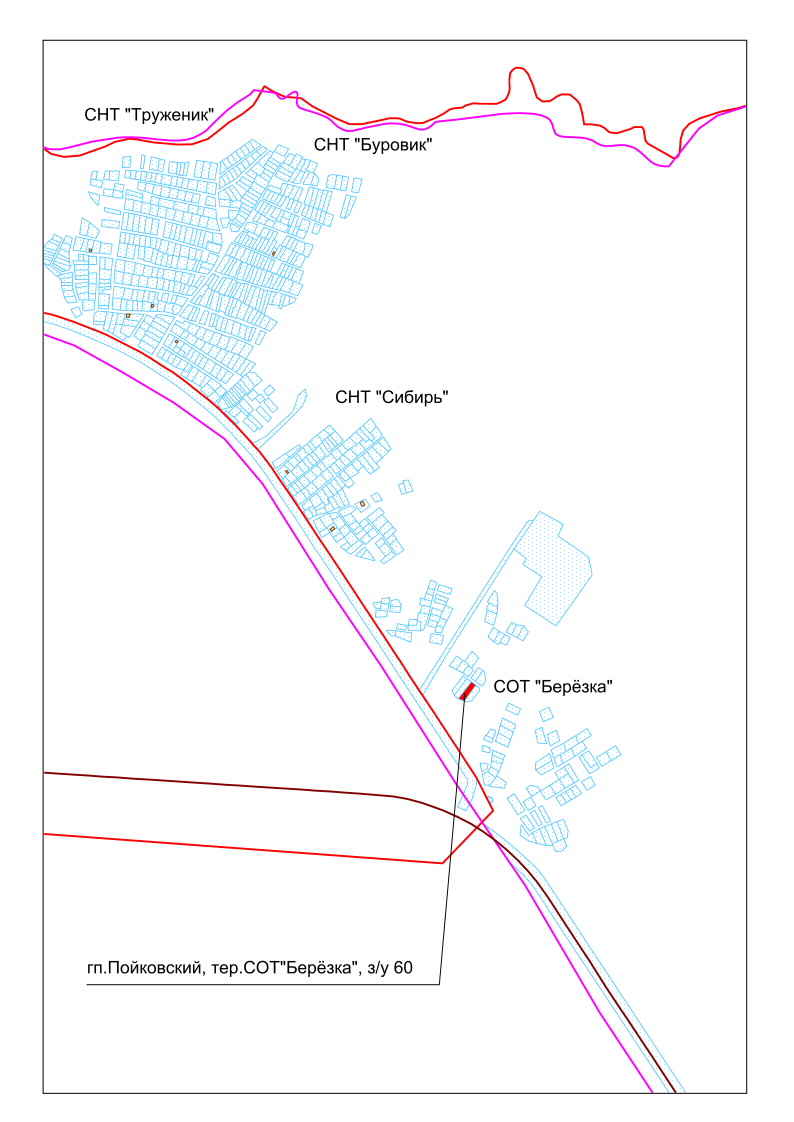 СНТ "Труженик"
СНТ "Буровик"
СНТ "Сибирь"
СОТ "Берёзка"
гп.Пойковский, тер.СОТ"Берёзка", з/у 60